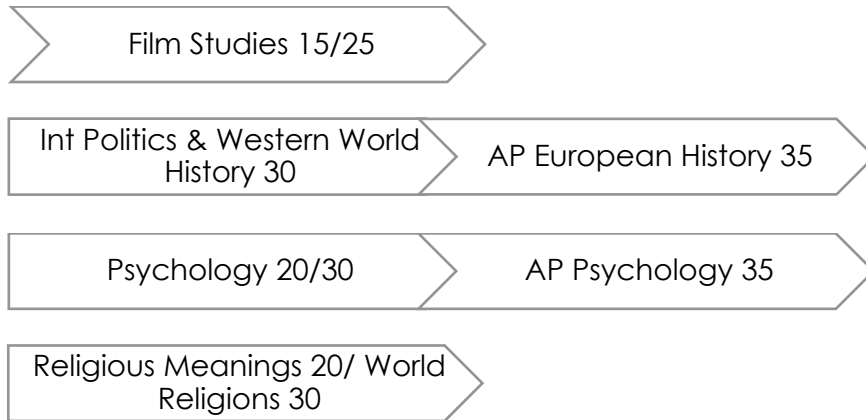 Film Studies 15/25
Int Politics & Western World
History 30
AP European History 35
Psychology 20/30
AP Psychology 35
Religious Meanings 20/ World
Religions 30